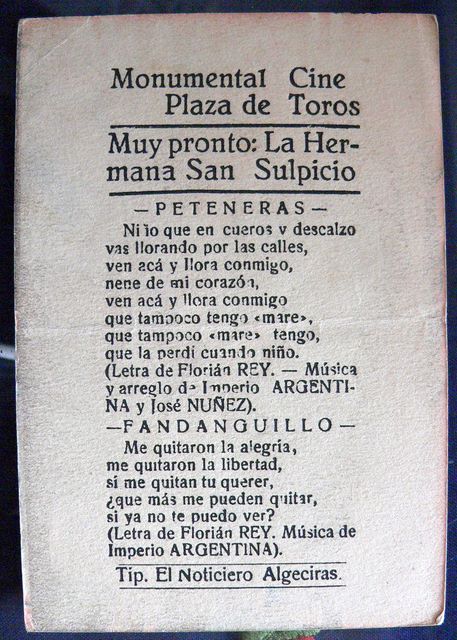 Monumental Cine
Plaza de Toros
Muy pronto: La Her-
mana San Sulpicio
—PETENERAS—
Niño que en cueros y descalzo
vas llorando por las calles,
ven acá y llora conmigo,
nene de mi corazón,
ven acá y llora conmigo
que tampoco tengo «mare»,
que tampoco «mare» tengo,
que la perdí cuando niño.
(Letra de Florián REY. — Música
y arreglo de Imperio ARGENTI-
NA y José NUÑEZ).
—FANDANGUILLO—
Me quitaron la alegría,
me quitaron la libertad,
si me quitan tu querer,
¿que más me pueden quitar,
si ya no te puedo ver?
(Letra de Florián REY. Música de
Imperio ARGENTINA).
Tip. El Noticiero Algeciras.